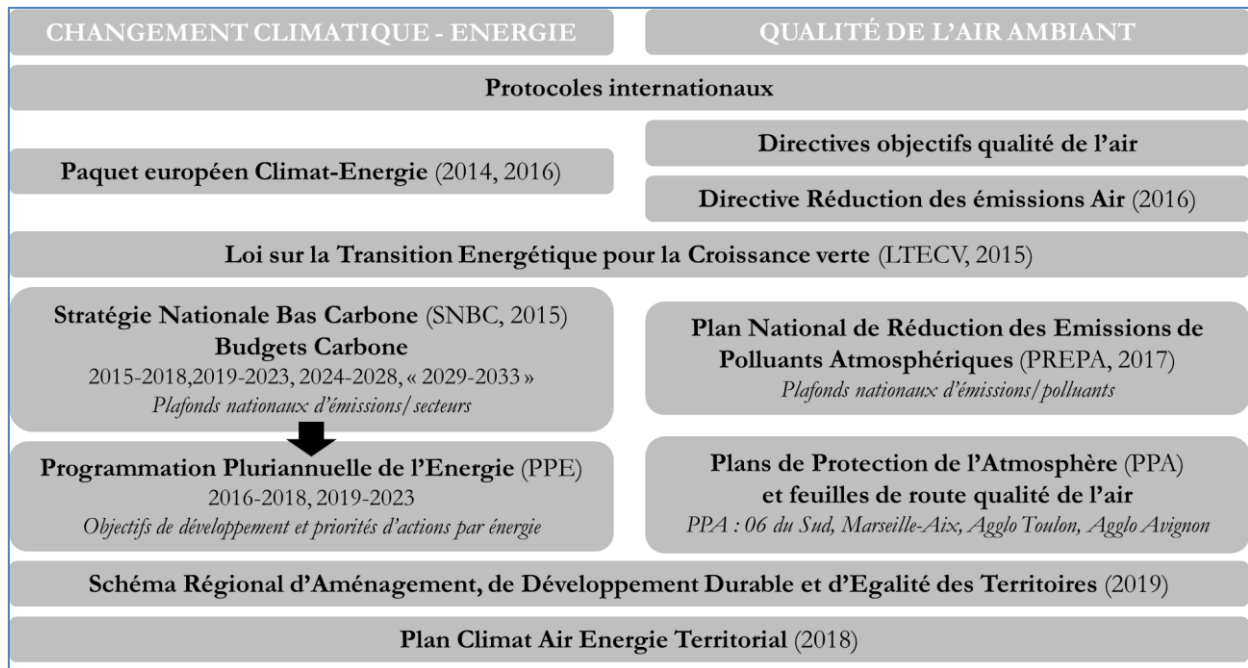 CHANGEMENT CLIMATIQUE - ENERGIE
QUALITÉ DE L'AIR AMBIANT
Protocoles internationaux
Paquet européen Climat-Energie (2014, 2016)
Directives objectifs qualité de l'air
Directive Réduction des émissions Air (2016)
Loi sur la Transition Energétique pour la Croissance verte (LTECV, 2015)
Stratégie Nationale Bas Carbone (SNBC, 2015)
Budgets Carbone
2015-2018,2019-2023, 2024-2028, « 2029-2033 »
Plafonds nationaux d'émissions/secteurs
Plan National de Réduction des Emissions de
Polluants Atmosphériques (PREPA, 2017)
Plafonds nationaux d'émissions/polluants
Programmation Pluriannuelle de l'Energie (PPE)
2016-2018, 2019-2023
Objectifs de développement et priorités d'actions par énergie
Plans de Protection de l'Atmosphère (PPA)
et feuilles de route qualité de l'air
PPA : 06 du Sud, Marseille-Aix, Agglo Toulon, Agglo Avignon
Schéma Régional d'Aménagement, de Développement Durable et d'Egalité des Territoires (2019)
Plan Climat Air Energie Territorial (2018)